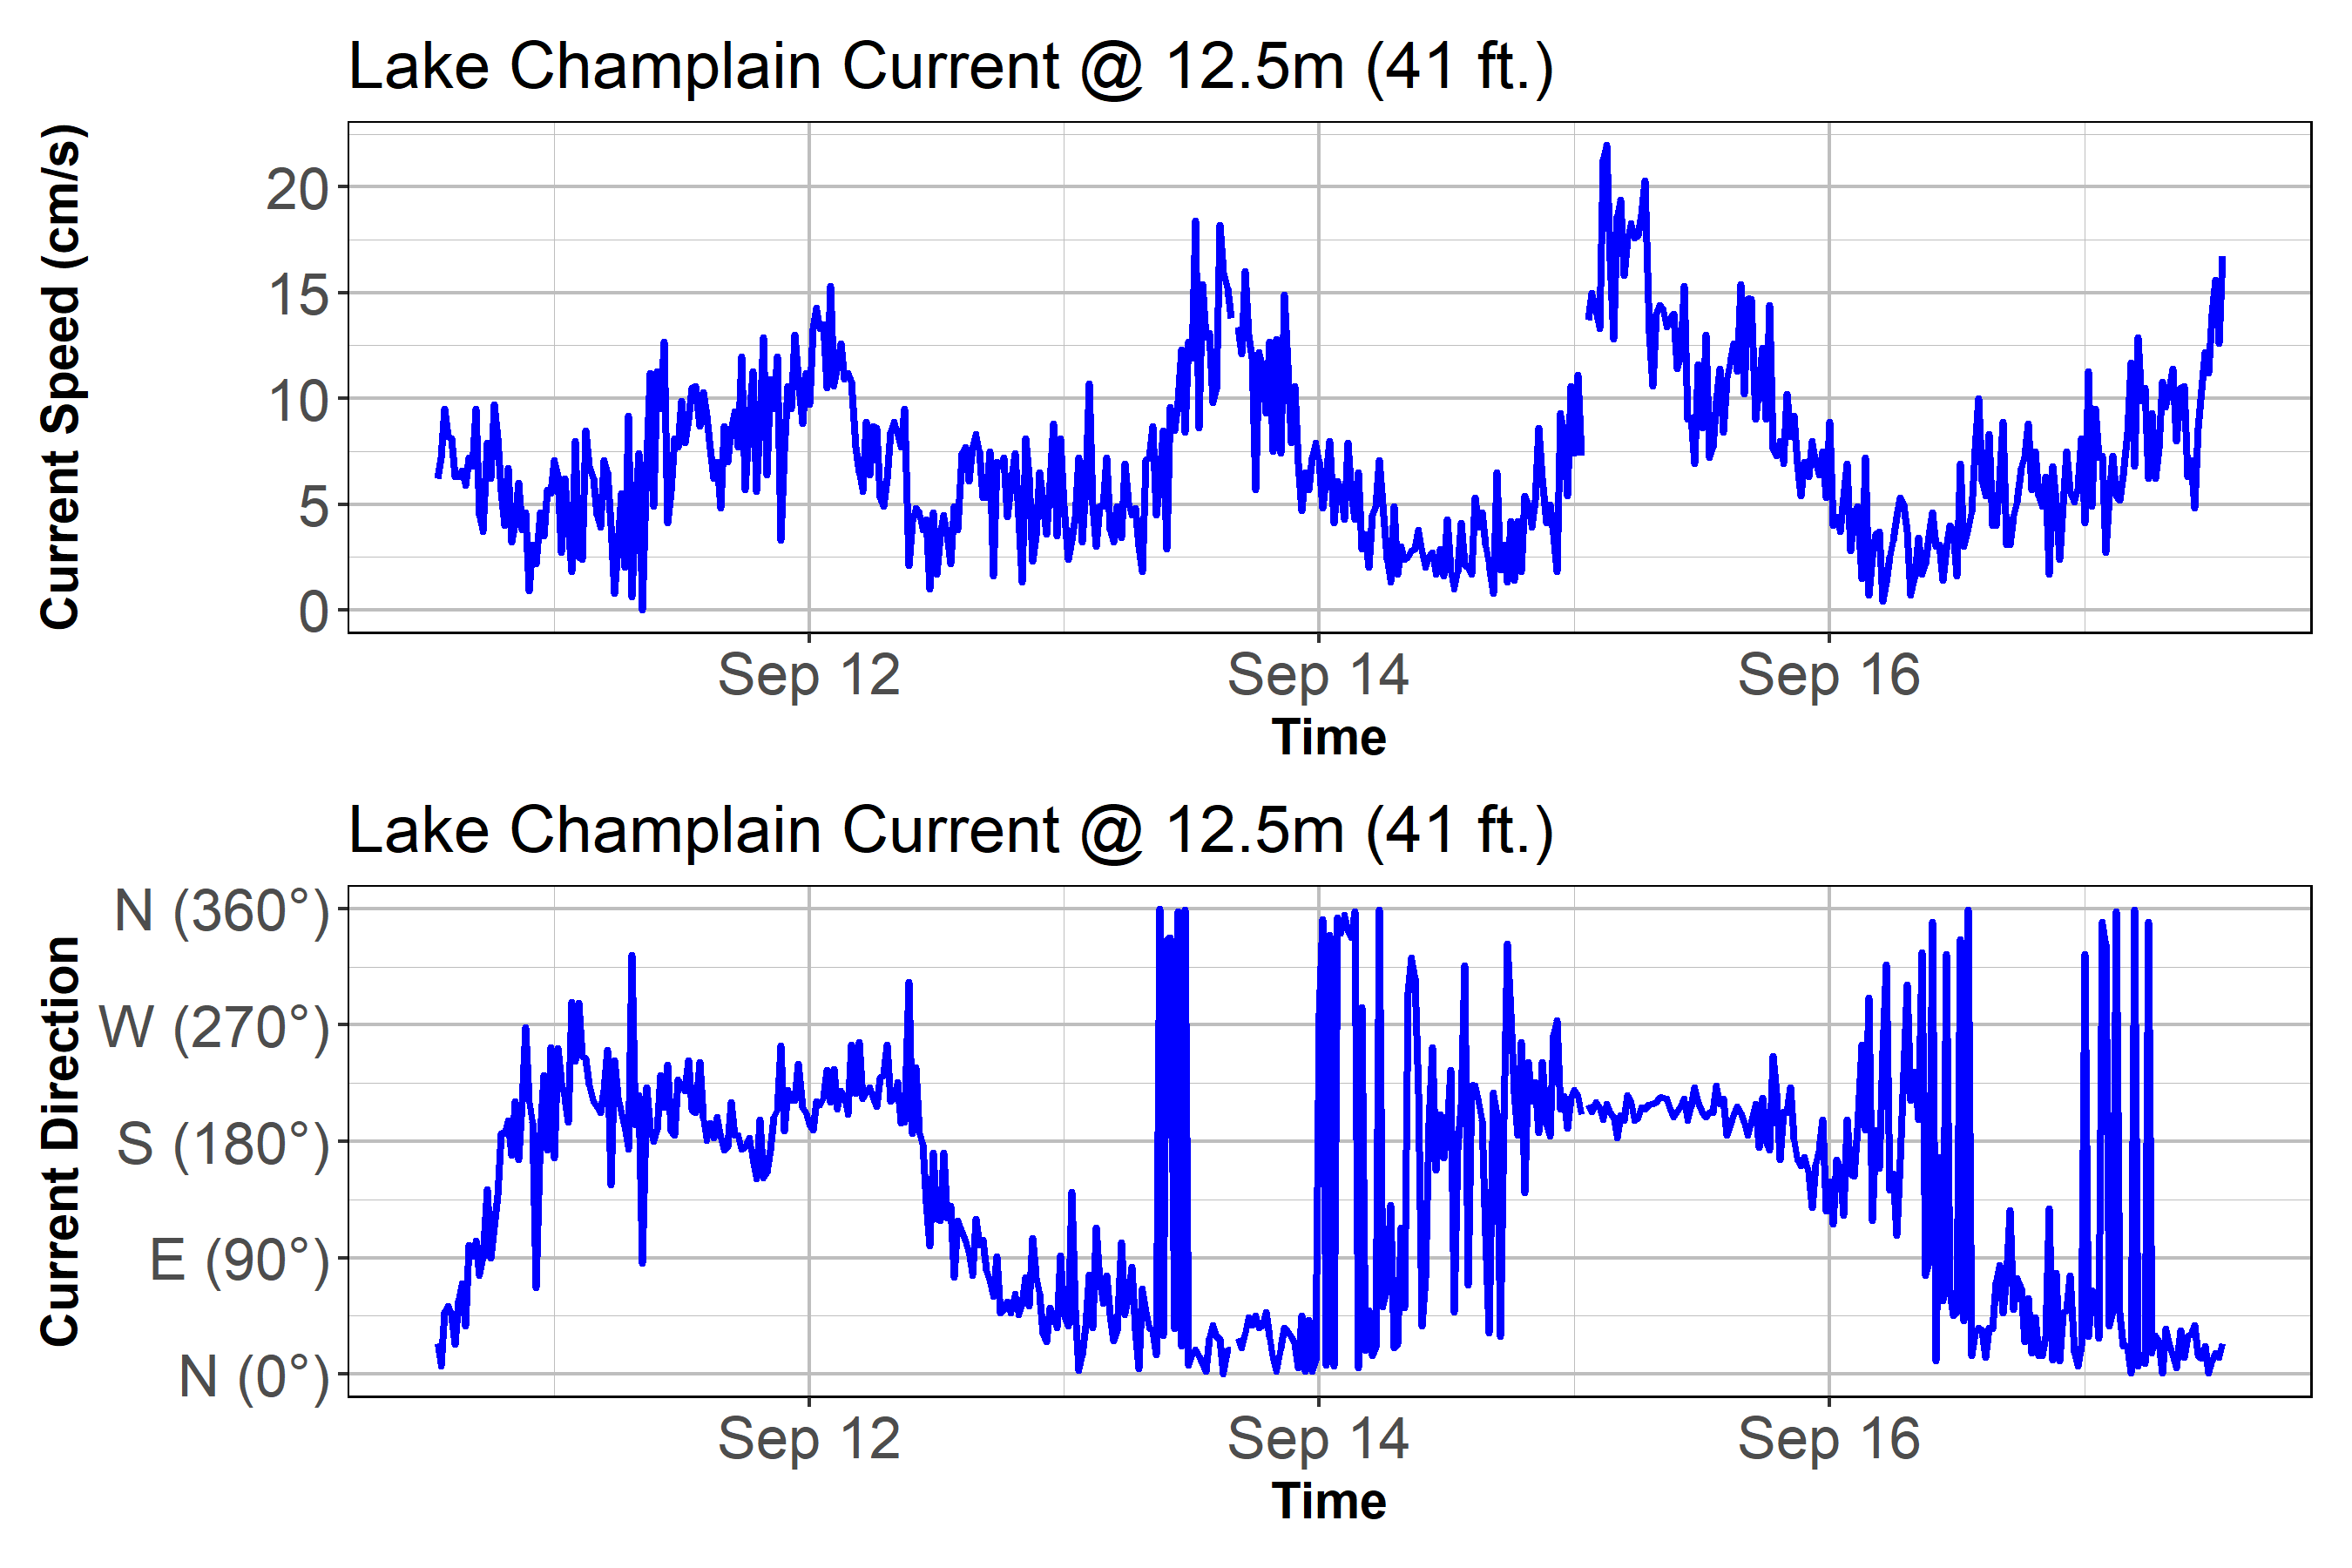 Lake Champlain Current @ 12.5m (41 ft.)
Current Speed (cm/s)
20
15
10
5
0
Sep 12 Sep 14 Sep 16
Time
Lake Champlain Current @ 12.5m (41 ft.)
Current Direction
N (360°)
W (270°)
S (180°)
E (90°)
N (0°)
Sep 12 Sep 14 Sep 16
Time